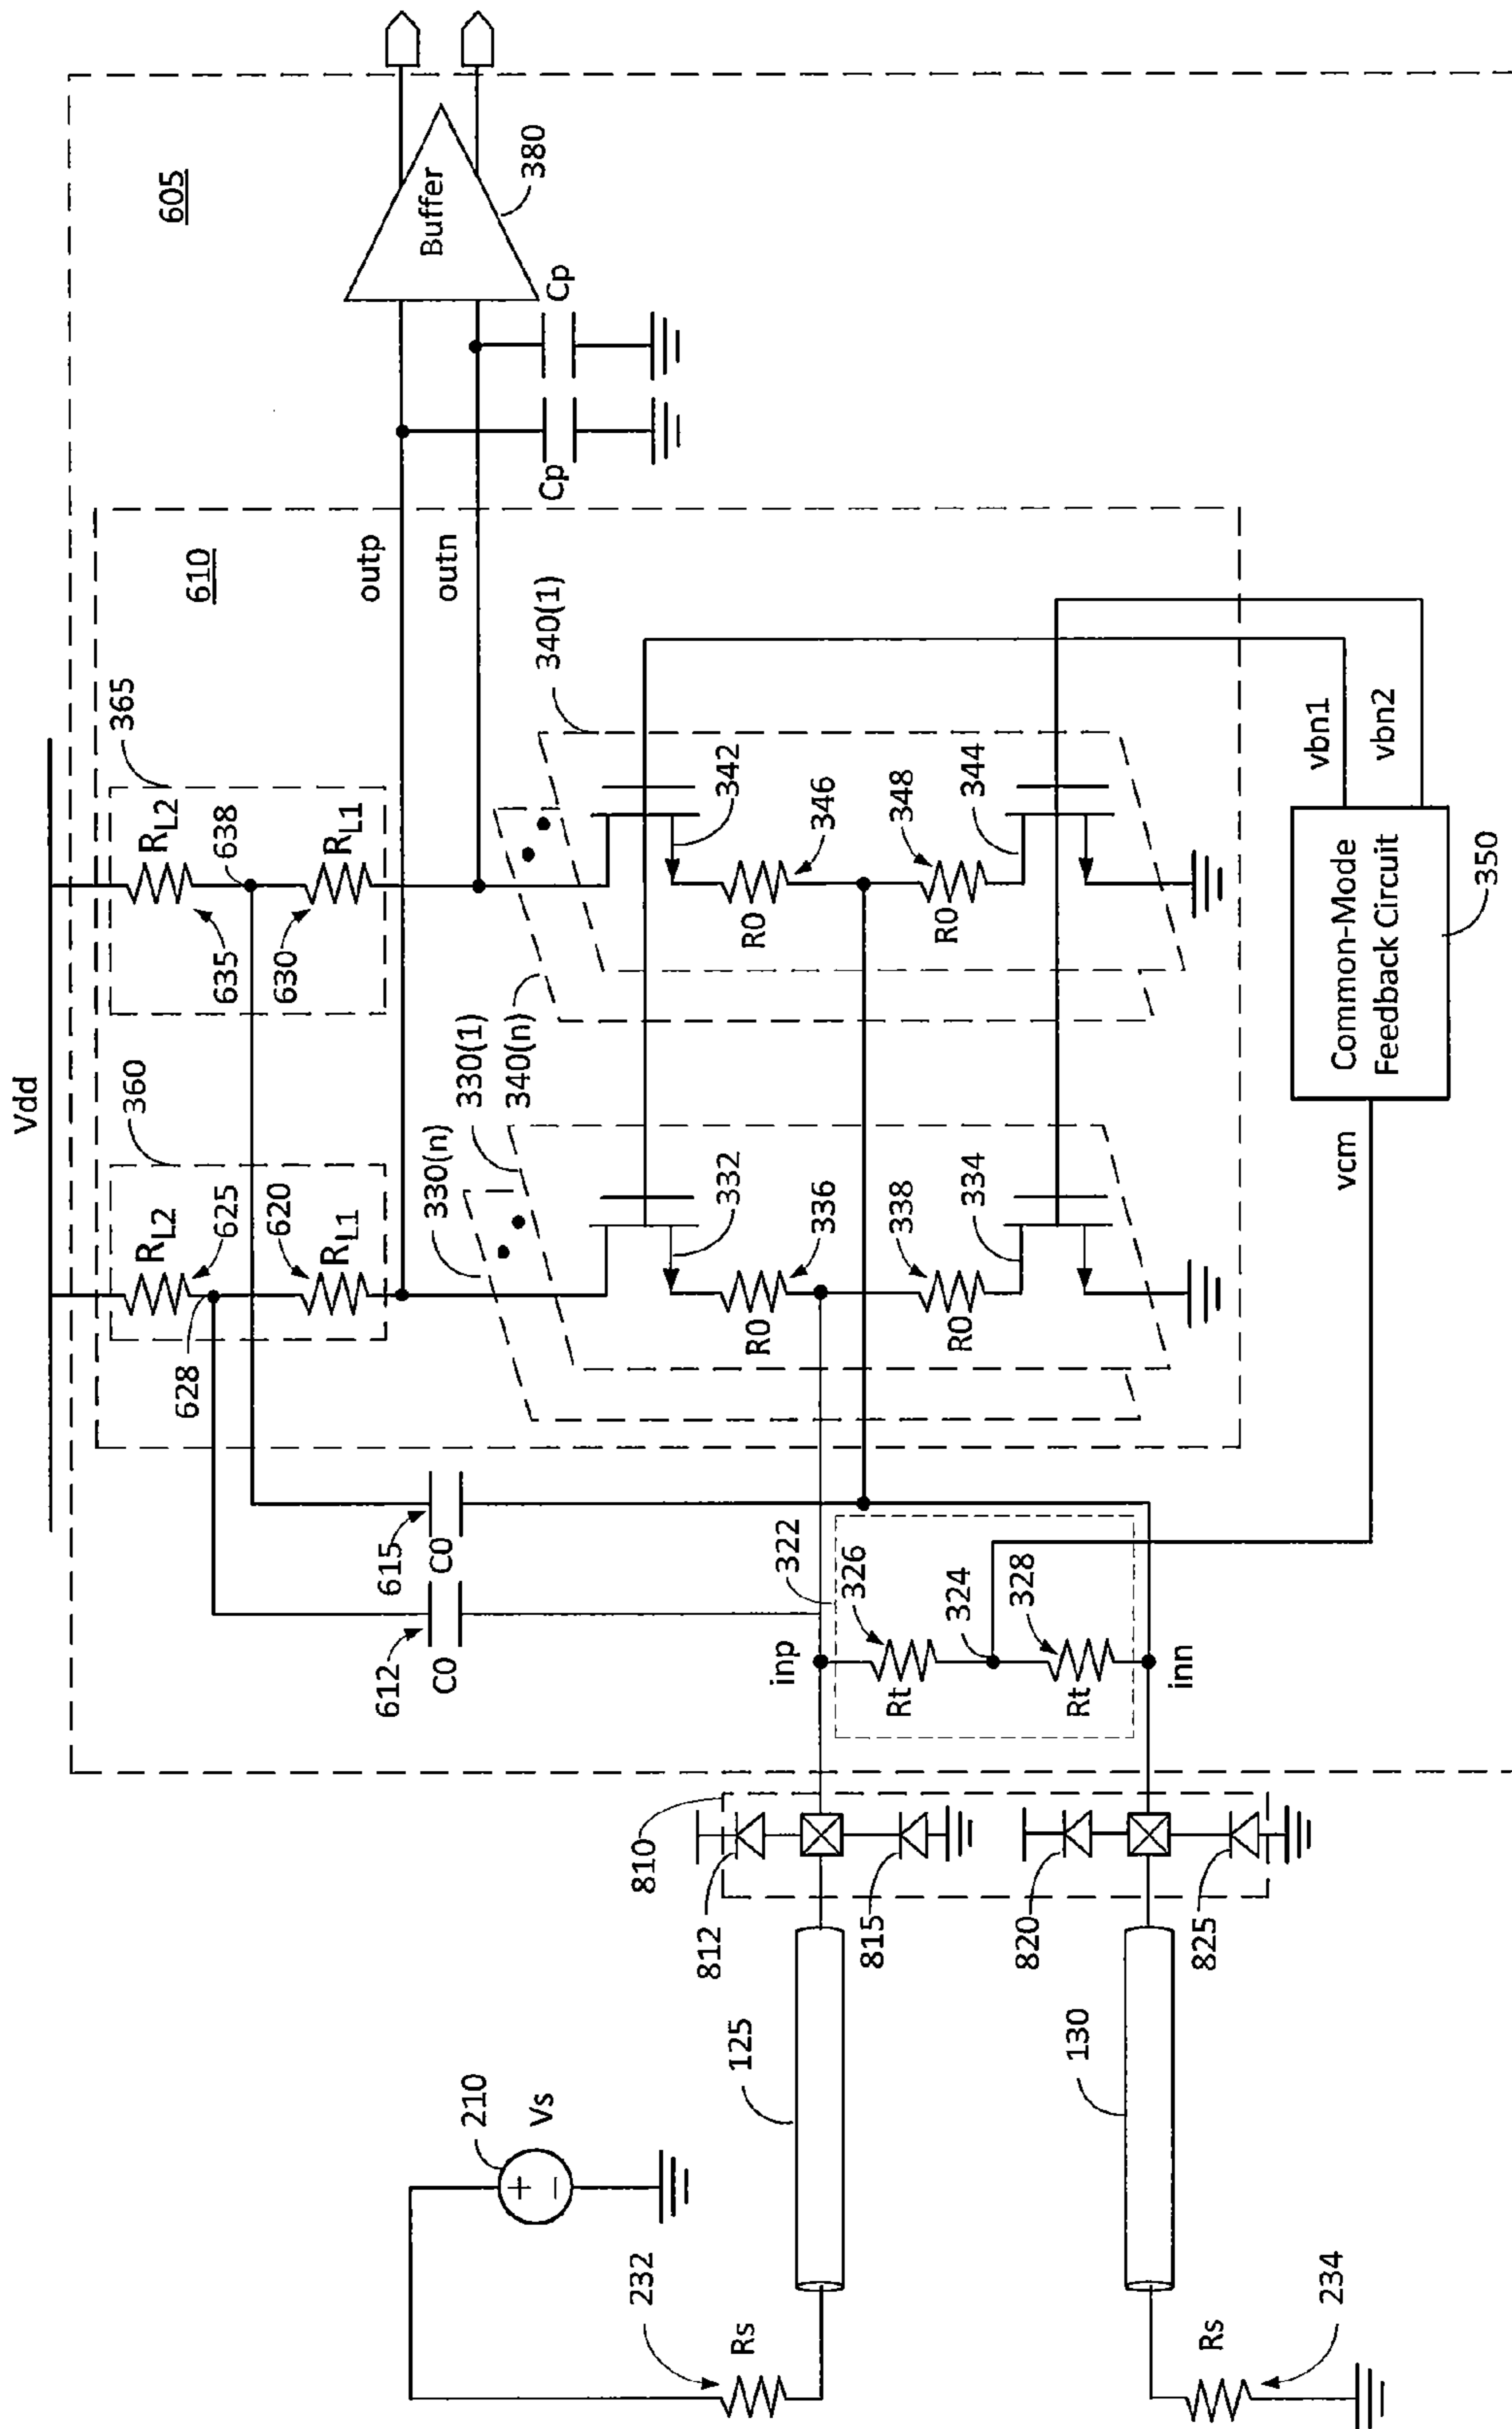 Vdd
605
610
360
365
RL2
625
628
620
RL1
RL2
638
635
630
RL1
outp
outn
Buffer
380
Cp
Cp
612
C0
615
C0
330(n)
330(1)
340(n)
340(1)
332
342
R0
336
R0
346
338
R0
348
R0
334
344
322
inp
326
Rt
324
328
Rt
inn
vcm
vbn1
vbn2
Common-Mode
Feedback Circuit
350
810
812
815
820
825
210
Vs
+
−
125
130
232
Rs
Rs
234